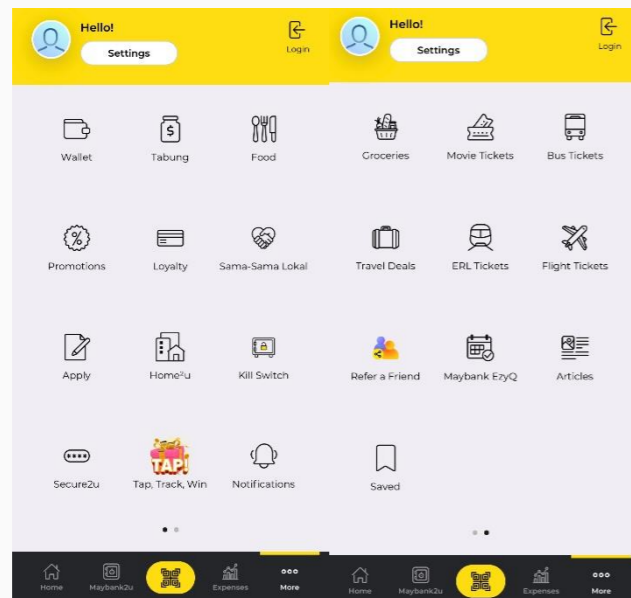 Hello!
Settings
Login
Wallet
Tabung
Food
$
Promotions
Loyalty
Sama-Sama Lokal
%
Apply
Home²u
Kill Switch
TAP!
Secure2u
Tap, Track, Win
Notifications
Home
Maybank2u
Expenses
More
Hello!
Settings
Login
Groceries
Movie Tickets
Bus Tickets
Travel Deals
ERL Tickets
Flight Tickets
Refer a Friend
Maybank EzyQ
Articles
Saved
Home
Maybank2u
Expenses
More